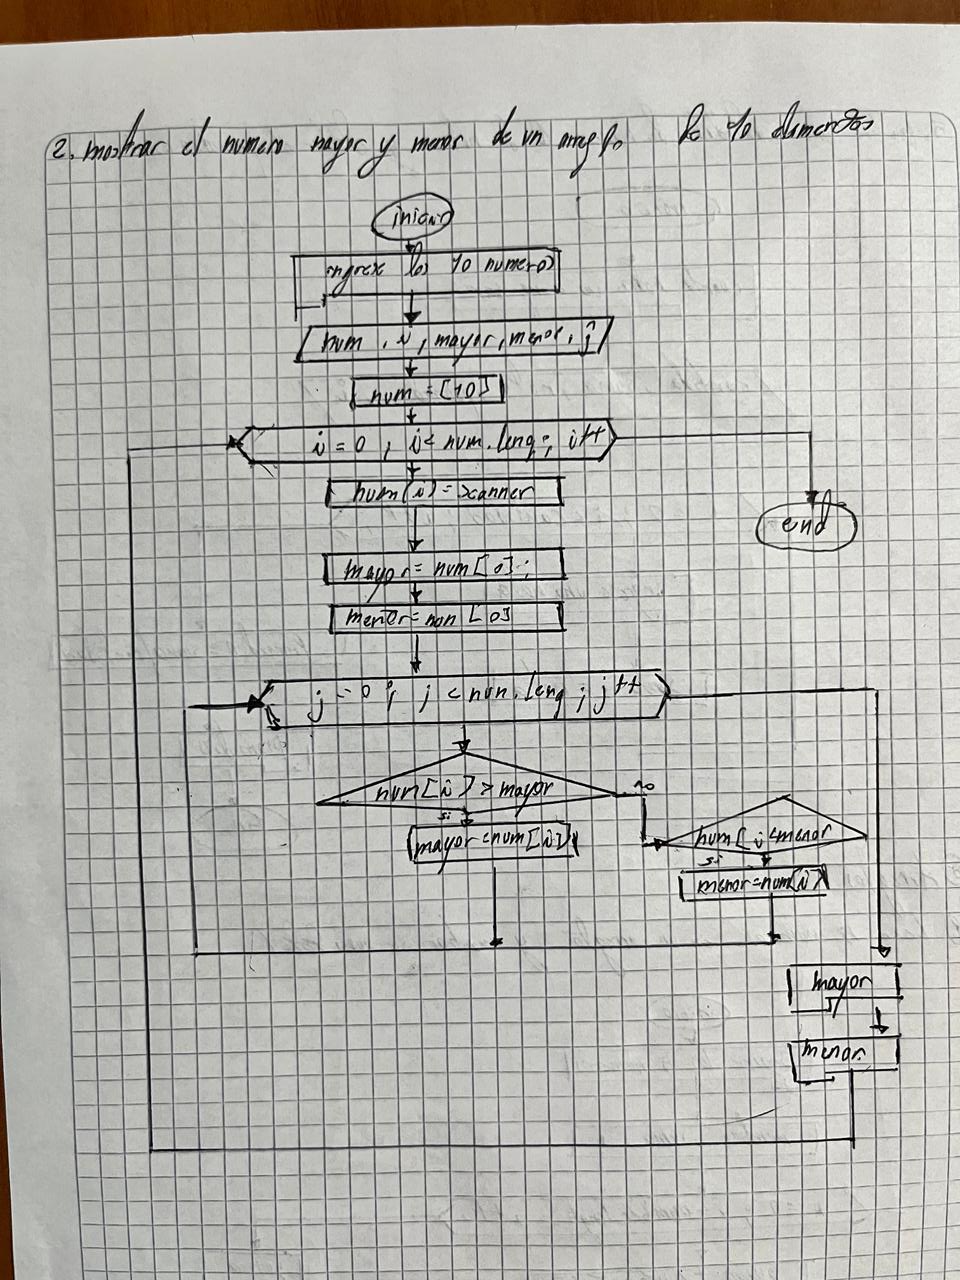 2. mostrar el numero mayor y menor de un arreglo de 10 elementos
inicio
ingrese los 10 numeros
num, i, mayor, menor, j
num = [10]
i = 0 ; i < num.leng ; i++
num(i) = scanner
end
mayor = num[0];
menor = num [0]
j = 0 ; j < num.leng ; j++
num[i] > mayor
no
si
mayor = num[i]
num[i < menor
si
menor = num[i]
mayor
menor